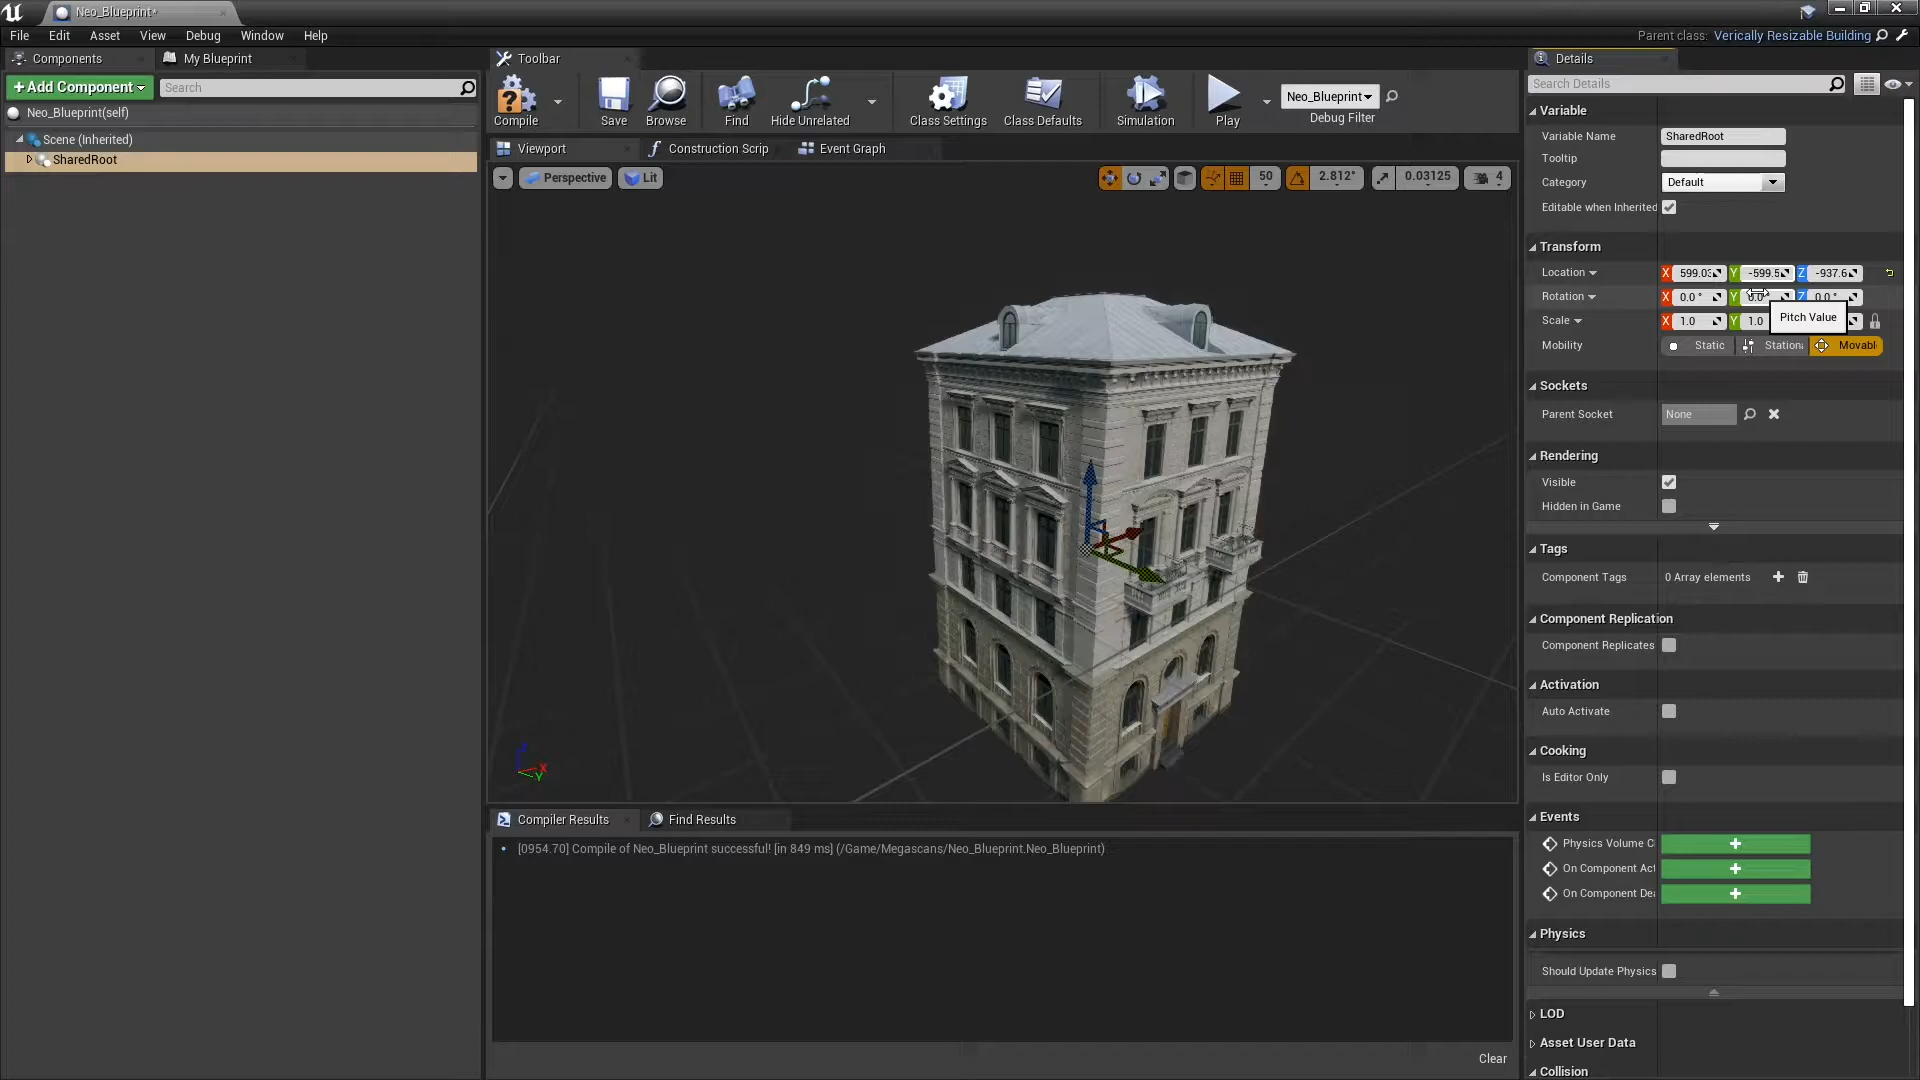 Neo_Blueprint*
File Edit Asset View Debug Window Help
Parent class: Verically Resizable Building
Components
My Blueprint
+Add Component
Search
Neo_Blueprint(self)
Scene (Inherited)
SharedRoot
Toolbar
Compile
Save
Browse
Find
Hide Unrelated
Class Settings
Class Defaults
Simulation
Play
Neo_Blueprint
Debug Filter
Viewport
Construction Scrip
Event Graph
Perspective
Lit
50
2.812°
0.03125
4
Z
X
Y
Compiler Results
Find Results
[0954.70] Compile of Neo_Blueprint successful! [in 849 ms] (/Game/Megascans/Neo_Blueprint.Neo_Blueprint)
Clear
Details
Search Details
Variable
Variable Name SharedRoot
Tooltip
Category Default
Editable when Inherited
Transform
Location X 599.03 Y -599.5 Z -937.6
Rotation X 0.0 ° Y 0.0 Z 0.0 °
Scale X 1.0 Y 1.0
Pitch Value
Mobility Static Stationa Movabl
Sockets
Parent Socket None
Rendering
Visible
Hidden in Game
Tags
Component Tags 0 Array elements
Component Replication
Component Replicates
Activation
Auto Activate
Cooking
Is Editor Only
Events
Physics Volume C
On Component Act
On Component Dea
Physics
Should Update Physics
LOD
Asset User Data
Collision